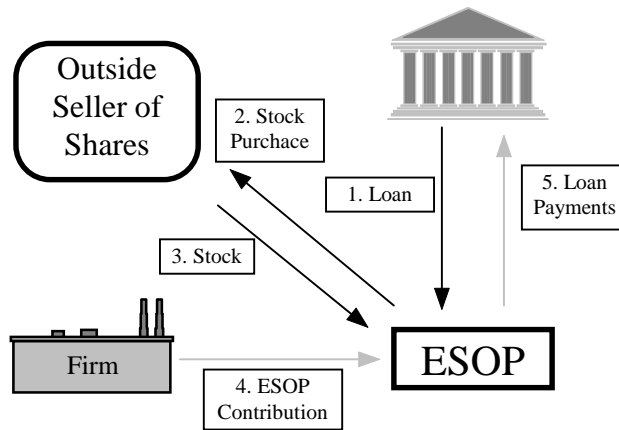 Outside
Seller of
Shares
2. Stock
Purchace
1. Loan
5. Loan
Payments
3. Stock
Firm
ESOP
4. ESOP
Contribution